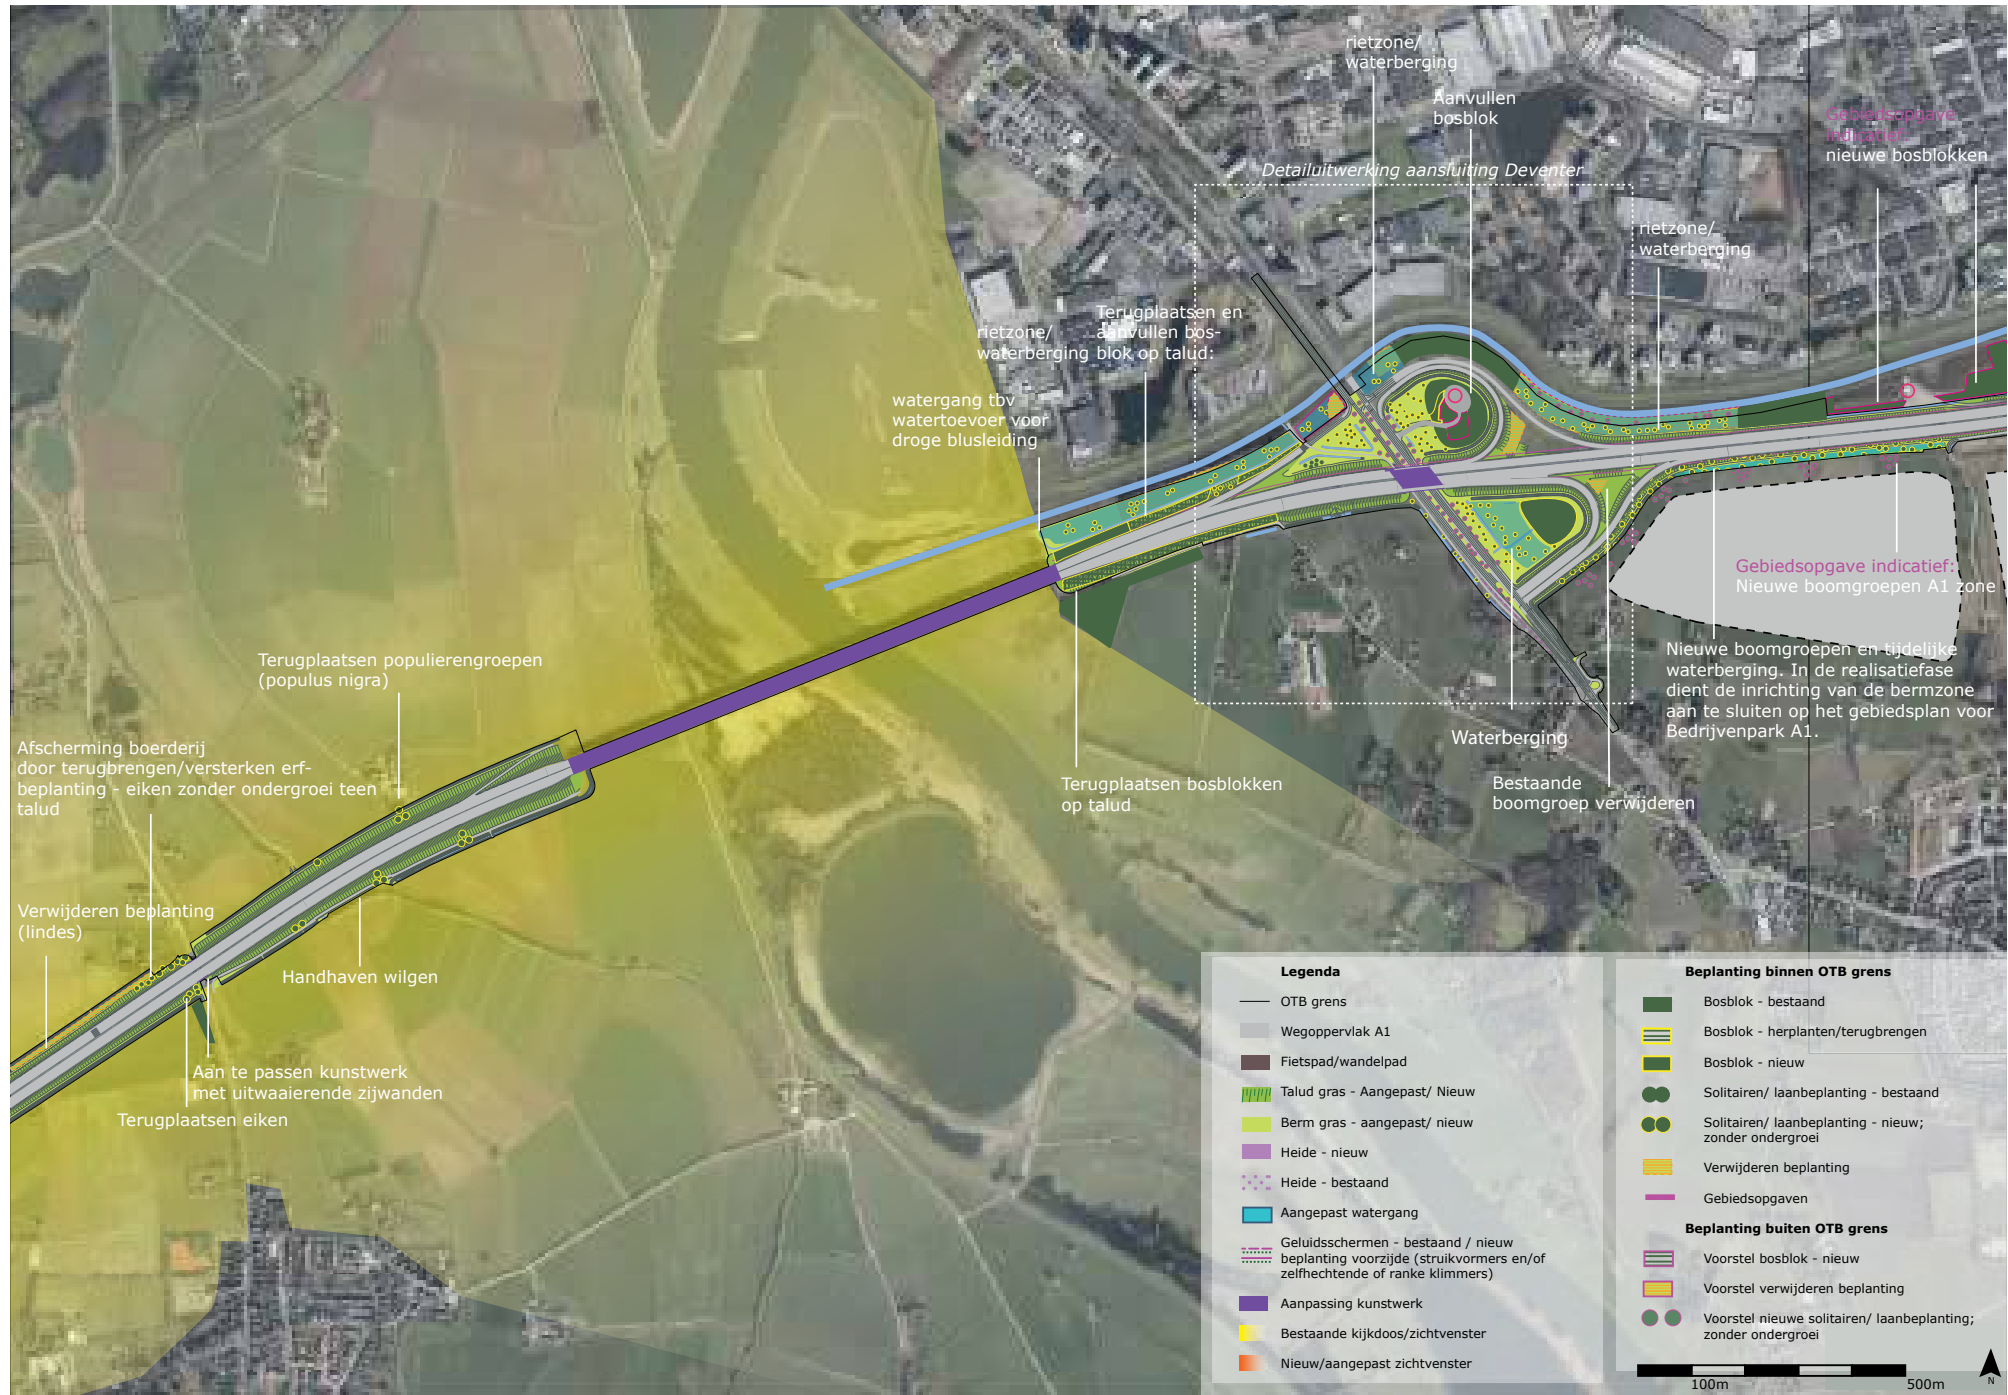 rietzone/
waterberging
Aanvullen
bosblok
Gebiedsopgave
indicatief:
nieuwe bosblokken
Detailuitwerking aansluiting Deventer
rietzone/
waterberging
Terugplaatsen en
aanvullen bos-
blok op talud:
rietzone/
waterberging
watergang tbv
watertoevoer voor
droge blusleiding
Gebiedsopgave indicatief:
Nieuwe boomgroepen A1 zone
Nieuwe boomgroepen en tijdelijke
waterberging. In de realisatiefase
dient de inrichting van de bermzone
aan te sluiten op het gebiedsplan voor
Bedrijvenpark A1.
Terugplaatsen populierengroepen
(populus nigra)
Waterberging
Afscherming boerderij
door terugbrengen/versterken erf-
beplanting - eiken zonder ondergroei teen
talud
Terugplaatsen bosblokken
op talud
Bestaande
boomgroep verwijderen
Verwijderen beplanting
(lindes)
Handhaven wilgen
Aan te passen kunstwerk
met uitwaaierende zijwanden
Terugplaatsen eiken
Legenda
OTB grens
Wegoppervlak A1
Fietspad/wandelpad
Talud gras - Aangepast/ Nieuw
Berm gras - aangepast/ nieuw
Heide - nieuw
Heide - bestaand
Aangepast watergang
Geluidsschermen - bestaand / nieuw
beplanting voorzijde (struikvormers en/of
zelfhechtende of ranke klimmers)
Aanpassing kunstwerk
Bestaande kijkdoos/zichtvenster
Nieuw/aangepast zichtvenster
Beplanting binnen OTB grens
Bosblok - bestaand
Bosblok - herplanten/terugbrengen
Bosblok - nieuw
Solitairen/ laanbeplanting - bestaand
Solitairen/ laanbeplanting - nieuw;
zonder ondergroei
Verwijderen beplanting
Gebiedsopgaven
Beplanting buiten OTB grens
Voorstel bosblok - nieuw
Voorstel verwijderen beplanting
Voorstel nieuwe solitairen/ laanbeplanting;
zonder ondergroei
100m
500m
N